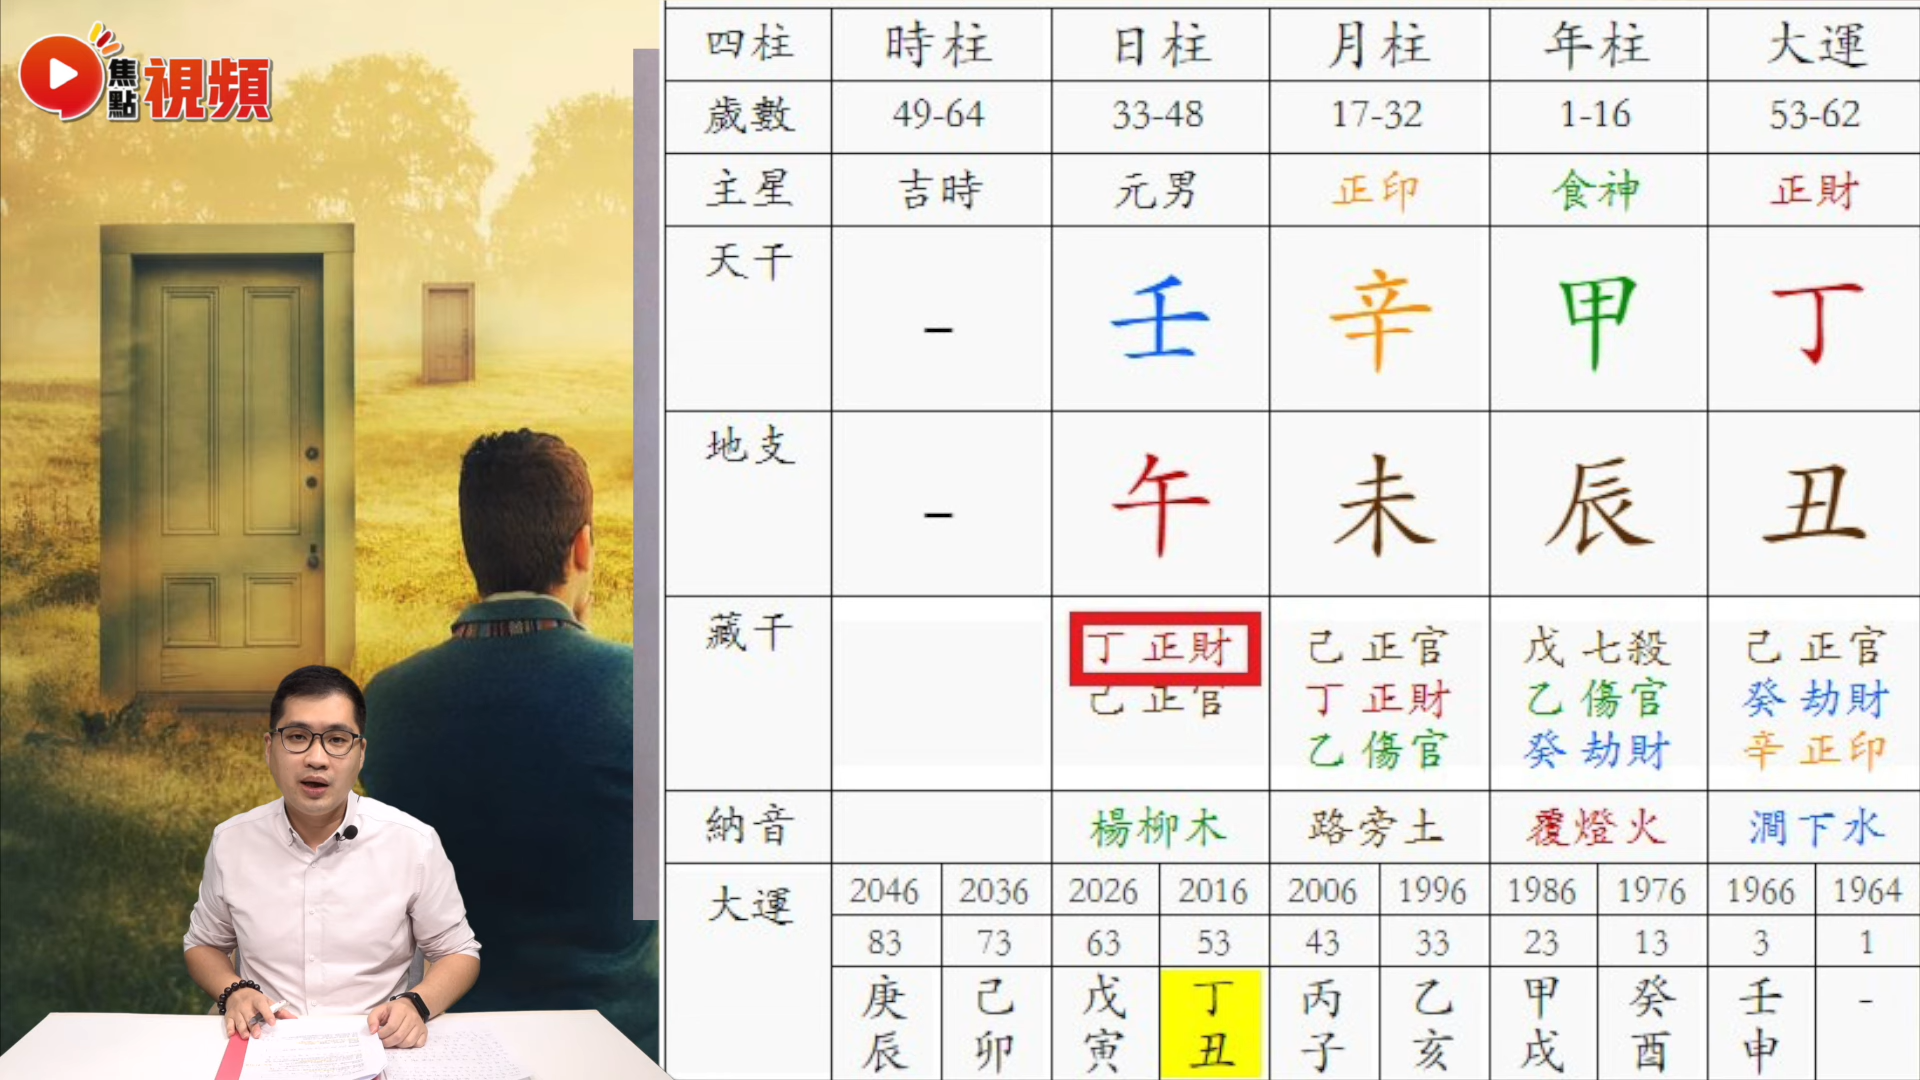 焦點視頻
四柱 時柱 日柱 月柱 年柱 大運
歲數 49-64 33-48 17-32 1-16 53-62
主星 吉時 元男 正印 食神 正財
天干 – 壬 辛 甲 丁
地支 – 午 未 辰 丑
藏干 丁 正財 己 正官 戊 七殺 己 正官
己 正官 丁 正財 乙 傷官 癸 劫財
乙 傷官 癸 劫財 辛 正印
納音 楊柳木 路旁土 覆燈火 澗下水
大運 2046 2036 2026 2016 2006 1996 1986 1976 1966 1964
83 73 63 53 43 33 23 13 3 1
庚 己 戊 丁 丙 乙 甲 癸 壬 -
辰 卯 寅 丑 子 亥 戌 酉 申